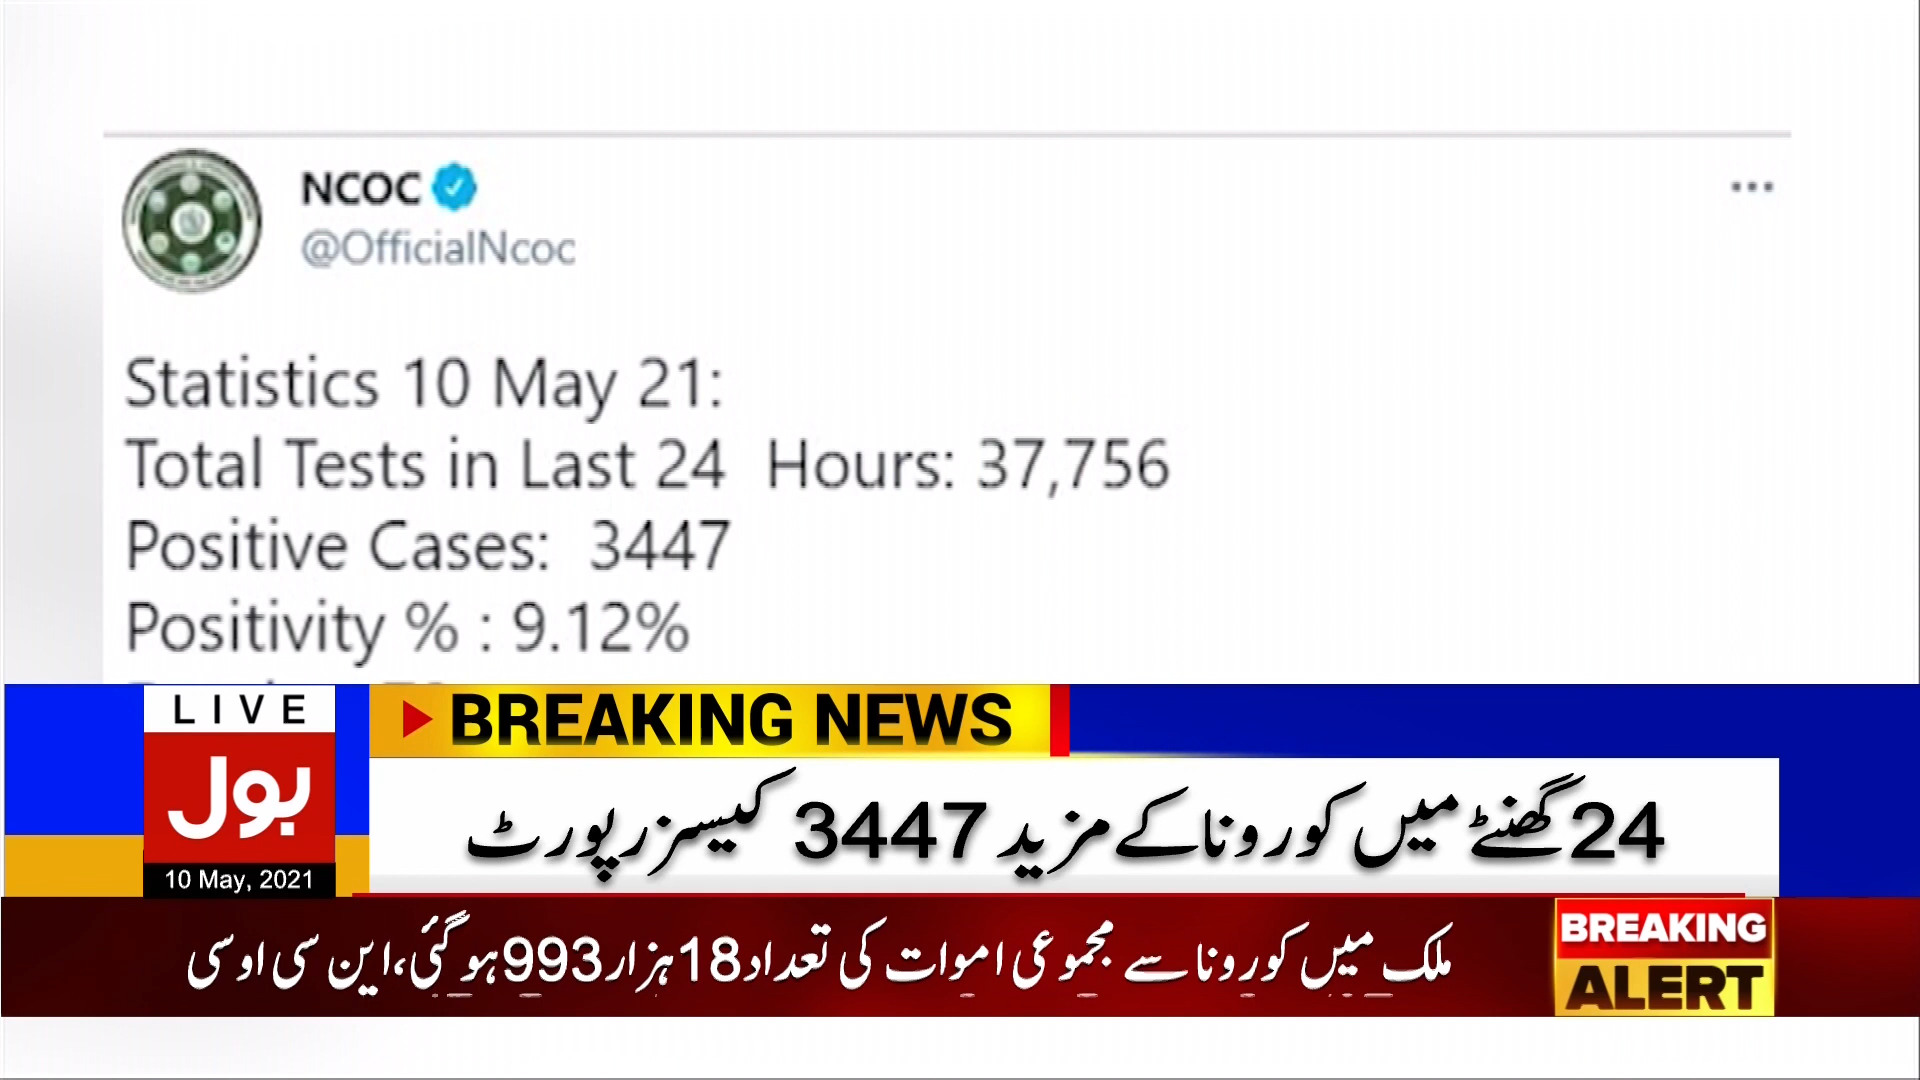 NCOC
@OfficialNcoc
Statistics 10 May 21:
Total Tests in Last 24 Hours: 37,756
Positive Cases: 3447
Positivity % : 9.12%
LIVE
بول
10 May, 2021
BREAKING NEWS
24 گھنٹے میں کورونا کے مزید 3447 کیسز رپورٹ
ملک میں کورونا سے مجموعی اموات کی تعداد 18 ہزار 993 ہو گئی، این سی او سی
BREAKING
ALERT